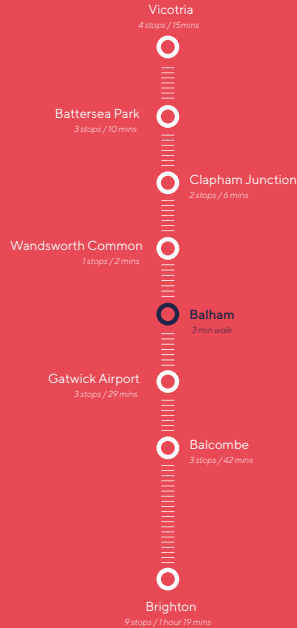 Vicotria
4 stops / 15mins
Battersea Park
3 stops / 10 mins
Clapham Junction
2 stops / 6 mins
Wandsworth Common
1 stops / 2 mins
Balham
3 min walk
Gatwick Airport
3 stops / 29 mins
Balcombe
3 stops / 42 mins
Brighton
9 stops / 1 hour 19 mins